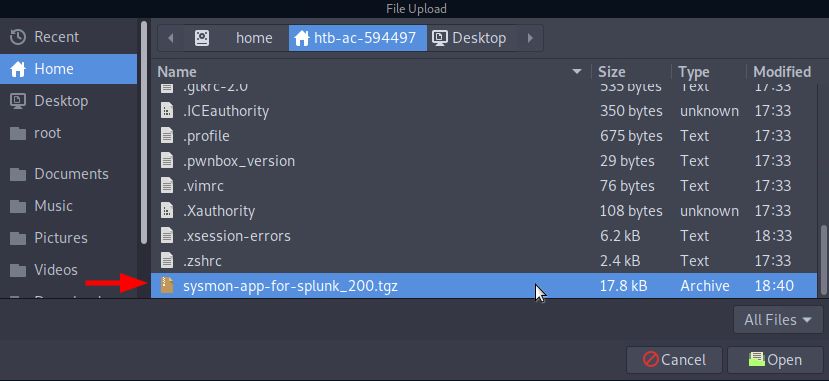 File Upload
Recent
Home
Desktop
root
Documents
Music
Pictures
Videos
home htb-ac-594497 Desktop
Name Size Type Modified
.gtkrc-2.0 535 bytes Text 17:33
.ICEauthority 350 bytes unknown 17:33
.profile 675 bytes Text 17:33
.pwnbox_version 29 bytes Text 17:33
.vimrc 76 bytes Text 17:33
.Xauthority 108 bytes unknown 17:33
.xsession-errors 6.2 kB Text 18:33
.zshrc 2.4 kB Text 17:33
sysmon-app-for-splunk_200.tgz 17.8 kB Archive 18:40
All Files
Cancel Open